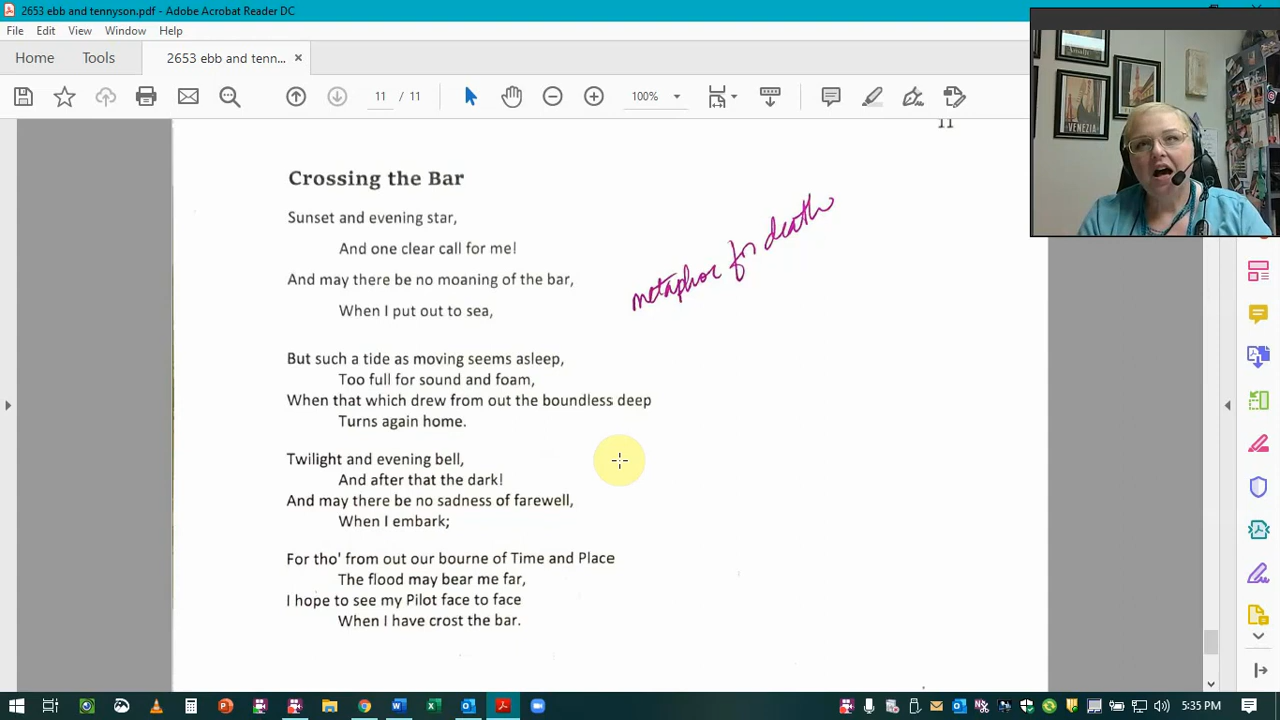 2653 ebb and tennyson.pdf - Adobe Acrobat Reader DC
File Edit View Window Help
Home Tools 2653 ebb and tenn... ×
11 / 11 100%
11
VENEZIA
Crossing the Bar
Sunset and evening star,
And one clear call for me!
And may there be no moaning of the bar,
When I put out to sea,
metaphor for death
But such a tide as moving seems asleep,
Too full for sound and foam,
When that which drew from out the boundless deep
Turns again home.
Twilight and evening bell,
And after that the dark!
And may there be no sadness of farewell,
When I embark;
For tho' from out our bourne of Time and Place
The flood may bear me far,
I hope to see my Pilot face to face
When I have crost the bar.
5:35 PM